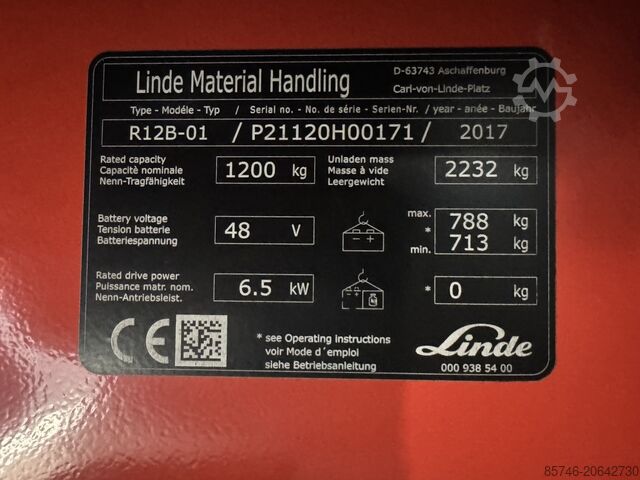 Linde Material Handling
D-63743 Aschaffenburg
Carl-von-Linde-Platz
Type - Modéle - Typ / Serial no. - No. de série - Serien-Nr. / year - anée - Baujahr
R12B-01 / P21120H00171 / 2017
Rated capacity
Capacité nominale
Nenn-Tragfähigkeit
1200 kg
Unladen mass
Masse à vide
Leergewicht
2232 kg
Battery voltage
Tension batterie
Batteriespannung
48 V
max. 788 kg
*
min. 713 kg
Rated drive power
Puissance matr. nom.
Nenn-Antriebsleist.
6.5 kW
* 0 kg
CE
* see Operating Instructions
voir Mode d´emploi
siehe Betriebsanleitung
Linde
000 938 54 00
85746-20642730